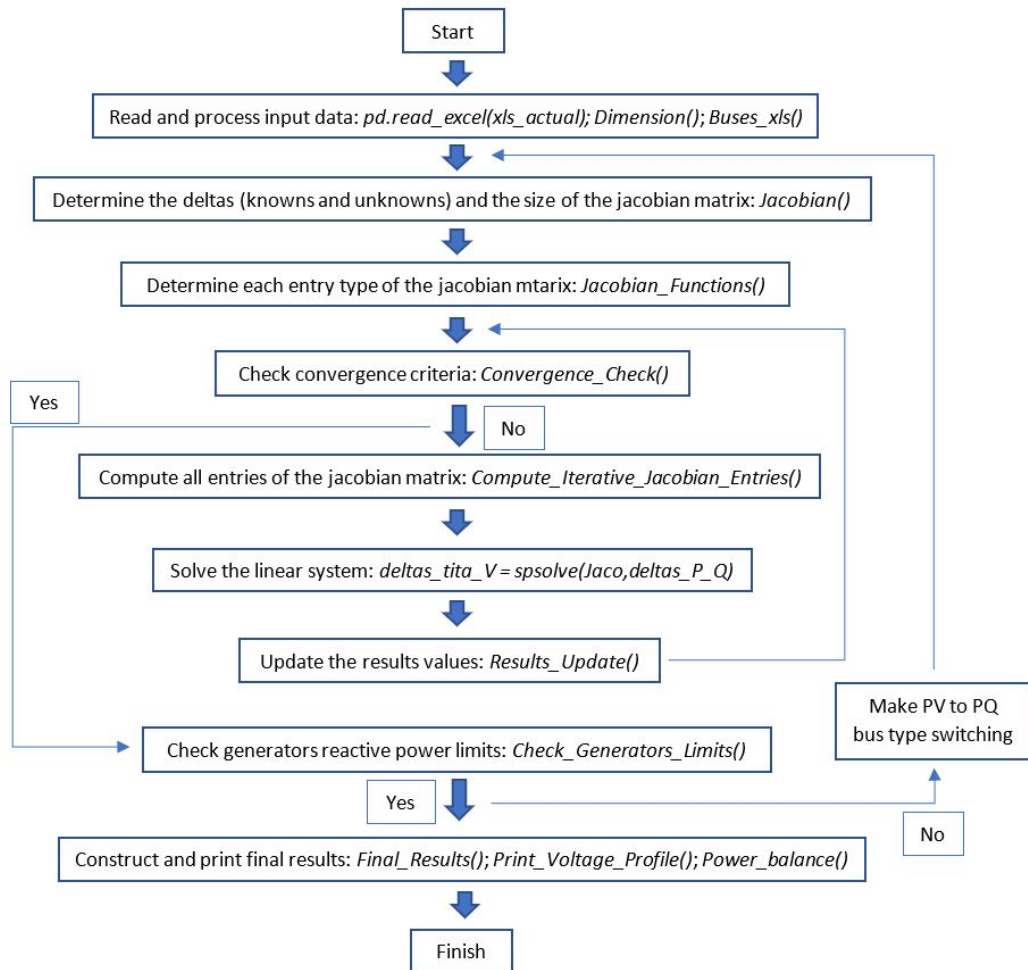 Start
Read and process input data: pd.read_excel(xls_actual); Dimension(); Buses_xls()
Determine the deltas (knowns and unknowns) and the size of the jacobian matrix: Jacobian()
Determine each entry type of the jacobian mtarix: Jacobian_Functions()
Check convergence criteria: Convergence_Check()
Yes
No
Compute all entries of the jacobian matrix: Compute_Iterative_Jacobian_Entries()
Solve the linear system: deltas_tita_V = spsolve(Jaco,deltas_P_Q)
Update the results values: Results_Update()
Make PV to PQ
bus type switching
Check generators reactive power limits: Check_Generators_Limits()
Yes
No
Construct and print final results: Final_Results(); Print_Voltage_Profile(); Power_balance()
Finish